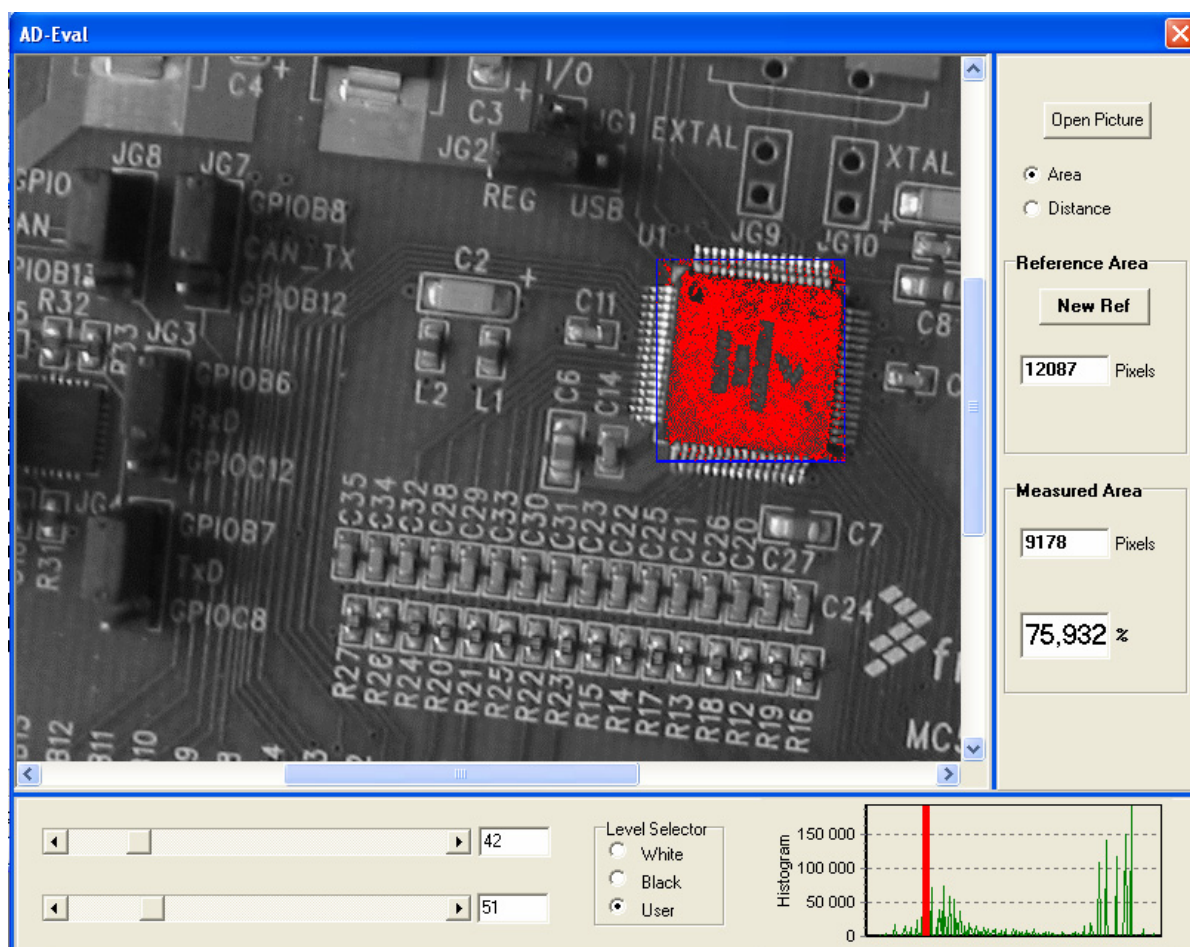 AD-Eval
C4
C3
I/O
JG1
JG2
EXTAL
XTAL
JG8
JG7
GPIO
GPIOB8
REG
USB
U1
JG9
JG10
CAN_TX
GPIOB12
C2
R32
R33
JG3
C11
C8
GPIOB6
L2
L1
C6
C14
RxD
GPIOC12
JG4
GPIOB7
R31
TxD
GPIOC8
C35
C34
C32
C28
C29
C33
C30
C31
C23
C22
C25
C21
C26
C20
C27
C7
C24
R27
R26
R24
R20
R21
R25
R22
R23
R15
R14
R17
R13
R18
R12
R19
R16
Open Picture
Area
Distance
Reference Area
New Ref
12087 Pixels
Measured Area
9178 Pixels
75,932 %
42
51
Level Selector
White
Black
User
Histogram
150 000
100 000
50 000
0